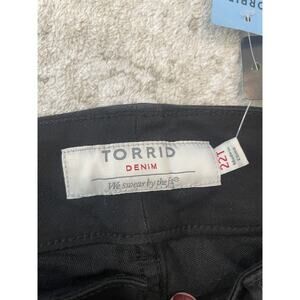 TORRID
DENIM
We swear by the fit
22T